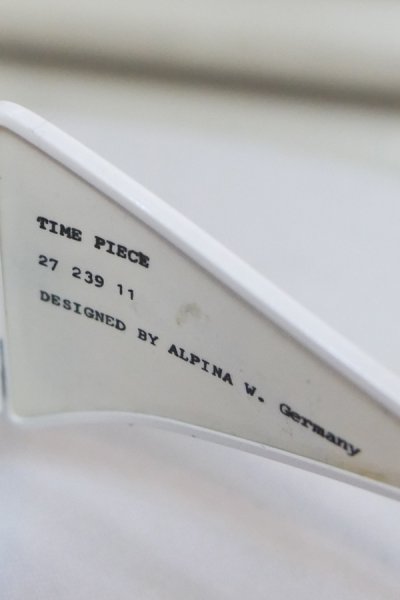 TIME PIECE
27 239 11
DESIGNED BY ALPINA W. Germany